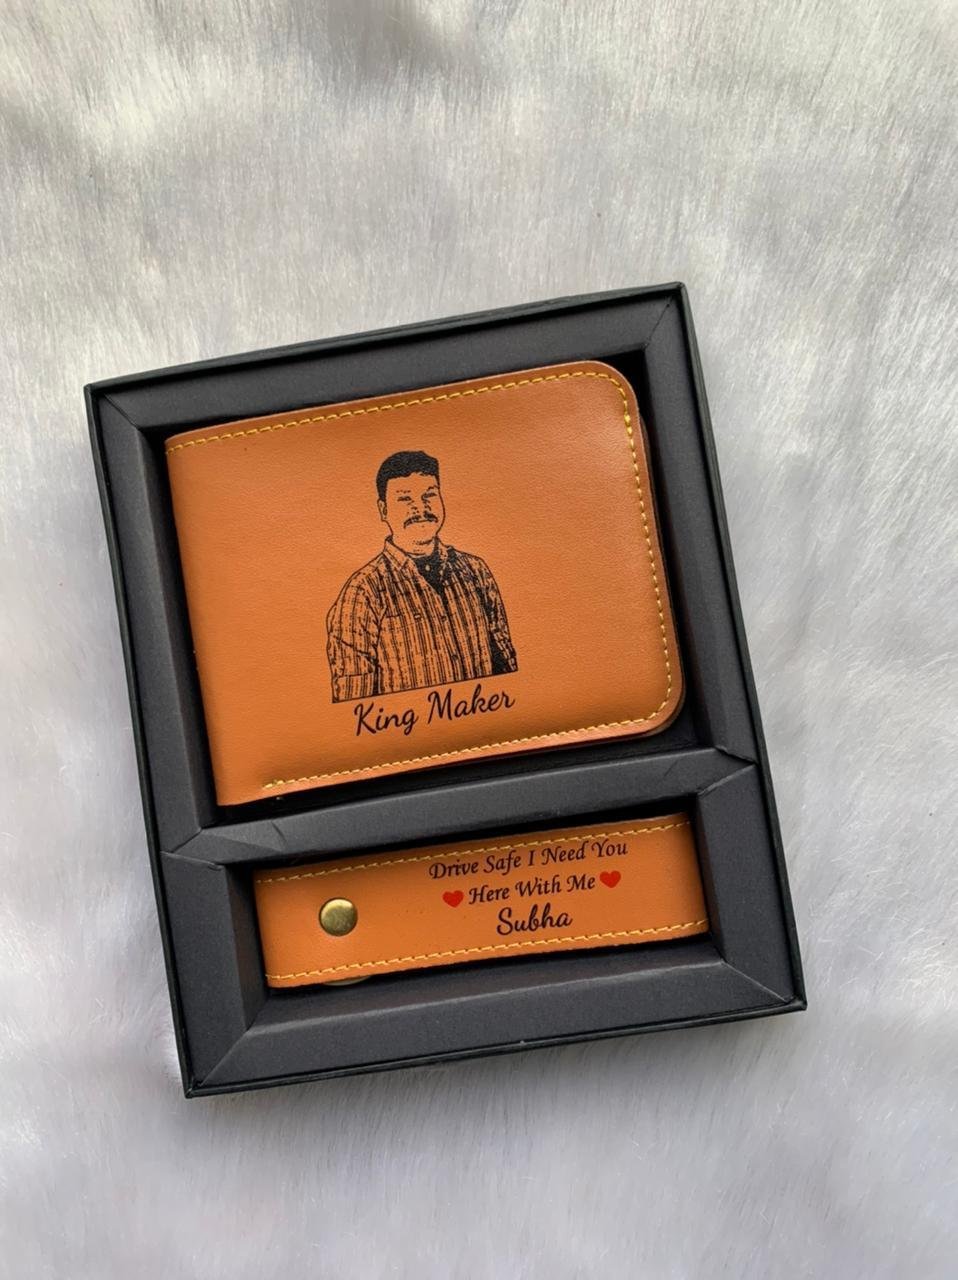 King Maker
Drive Safe I Need You
❤️ Here With Me ❤️
Subha